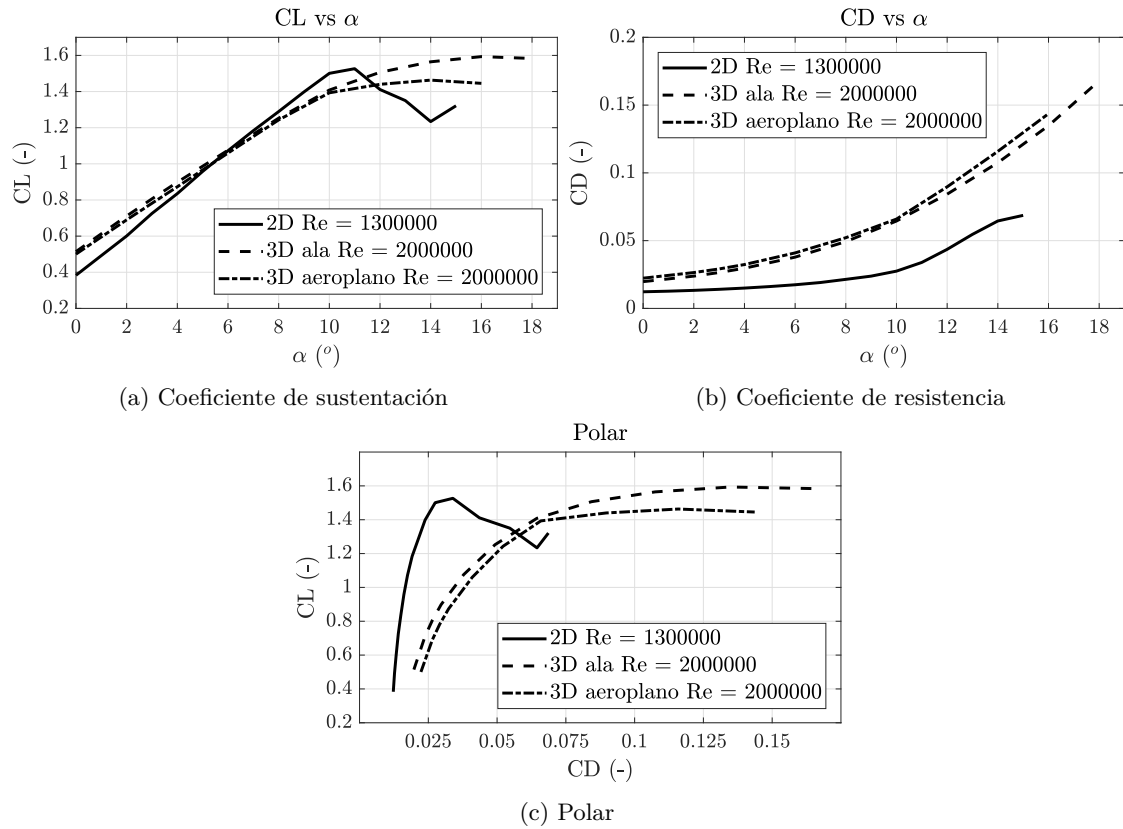 CL vs α
1.6
1.4
1.2
1
0.8
0.6
0.4
0.2
CL (-)
2D Re = 1300000
3D ala Re = 2000000
3D aeroplano Re = 2000000
0 2 4 6 8 10 12 14 16 18
α (º)
(a) Coeficiente de sustentación
CD vs α
0.2
0.15
0.1
0.05
0
CD (-)
2D Re = 1300000
3D ala Re = 2000000
3D aeroplano Re = 2000000
0 2 4 6 8 10 12 14 16 18
α (º)
(b) Coeficiente de resistencia
Polar
1.6
1.4
1.2
1
0.8
0.6
0.4
0.2
CL (-)
2D Re = 1300000
3D ala Re = 2000000
3D aeroplano Re = 2000000
0.025 0.05 0.075 0.1 0.125 0.15
CD (-)
(c) Polar